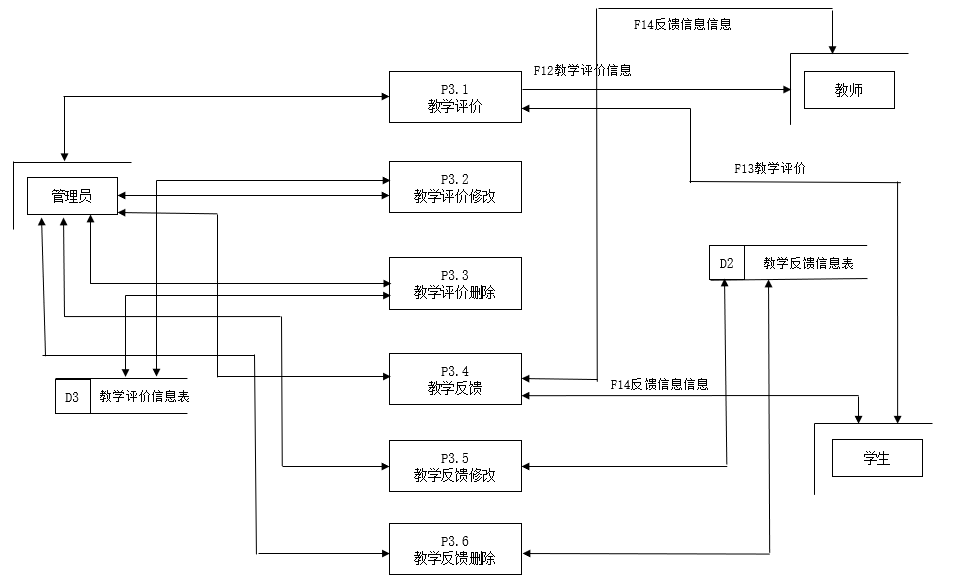 F14反馈信息信息
F12教学评价信息
P3.1
教学评价
教师
F13教学评价
管理员
P3.2
教学评价修改
D2
教学反馈信息表
P3.3
教学评价删除
P3.4
教学反馈
F14反馈信息信息
D3
教学评价信息表
P3.5
教学反馈修改
学生
P3.6
教学反馈删除